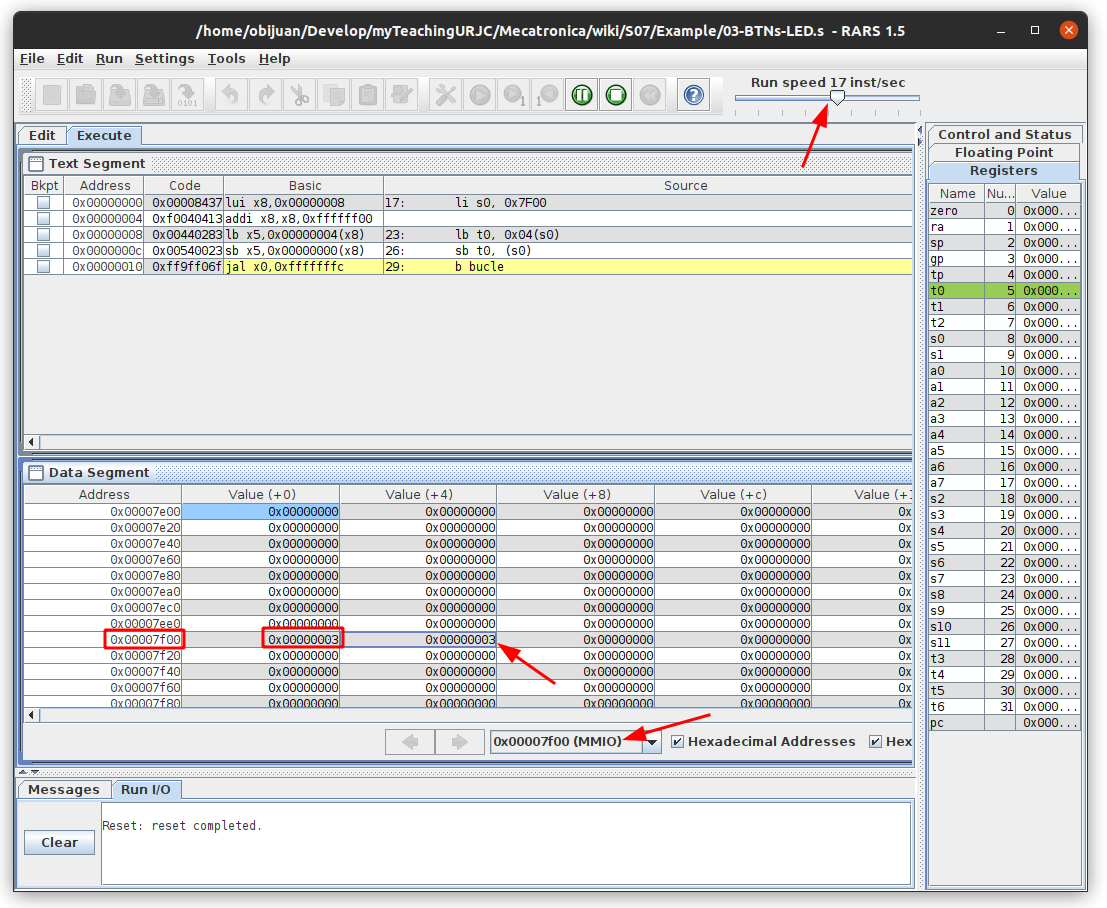 /home/obijuan/Develop/myTeachingURJC/Mecatronica/wiki/S07/Example/03-BTNs-LED.s - RARS 1.5
File Edit Run Settings Tools Help
Run speed 17 inst/sec
Edit Execute
Text Segment
Bkpt Address Code Basic Source
0x00000000 0x00008437 lui x8,0x00000008 17: li s0, 0x7F00
0x00000004 0xf0040413 addi x8,x8,0xffffff00
0x00000008 0x00440283 lb x5,0x00000004(x8) 23: lb t0, 0x04(s0)
0x0000000c 0x00540023 sb x5,0x00000000(x8) 26: sb t0, (s0)
0x00000010 0xff9ff06f jal x0,0xfffffffc 29: b bucle
Data Segment
Address Value (+0) Value (+4) Value (+8) Value (+c) Value (+1
0x00007e00 0x00000000 0x00000000 0x00000000 0x00000000 0x
0x00007e20 0x00000000 0x00000000 0x00000000 0x00000000 0x
0x00007e40 0x00000000 0x00000000 0x00000000 0x00000000 0x
0x00007e60 0x00000000 0x00000000 0x00000000 0x00000000 0x
0x00007e80 0x00000000 0x00000000 0x00000000 0x00000000 0x
0x00007ea0 0x00000000 0x00000000 0x00000000 0x00000000 0x
0x00007ec0 0x00000000 0x00000000 0x00000000 0x00000000 0x
0x00007ee0 0x00000000 0x00000000 0x00000000 0x00000000 0x
0x00007f00 0x00000003 0x00000003 0x00000000 0x00000000 0x
0x00007f20 0x00000000 0x00000000 0x00000000 0x00000000 0x
0x00007f40 0x00000000 0x00000000 0x00000000 0x00000000 0x
0x00007f60 0x00000000 0x00000000 0x00000000 0x00000000 0x
0x00007f80 0x00000000 0x00000000 0x00000000 0x00000000 0x
0x00007f00 (MMIO) Hexadecimal Addresses Hex
Messages Run I/O
Reset: reset completed.
Clear
Control and Status
Floating Point
Registers
Name Nu... Value
zero 0 0x000...
ra 1 0x000...
sp 2 0x000...
gp 3 0x000...
tp 4 0x000...
t0 5 0x000...
t1 6 0x000...
t2 7 0x000...
s0 8 0x000...
s1 9 0x000...
a0 10 0x000...
a1 11 0x000...
a2 12 0x000...
a3 13 0x000...
a4 14 0x000...
a5 15 0x000...
a6 16 0x000...
a7 17 0x000...
s2 18 0x000...
s3 19 0x000...
s4 20 0x000...
s5 21 0x000...
s6 22 0x000...
s7 23 0x000...
s8 24 0x000...
s9 25 0x000...
s10 26 0x000...
s11 27 0x000...
t3 28 0x000...
t4 29 0x000...
t5 30 0x000...
t6 31 0x000...
pc 0x000...